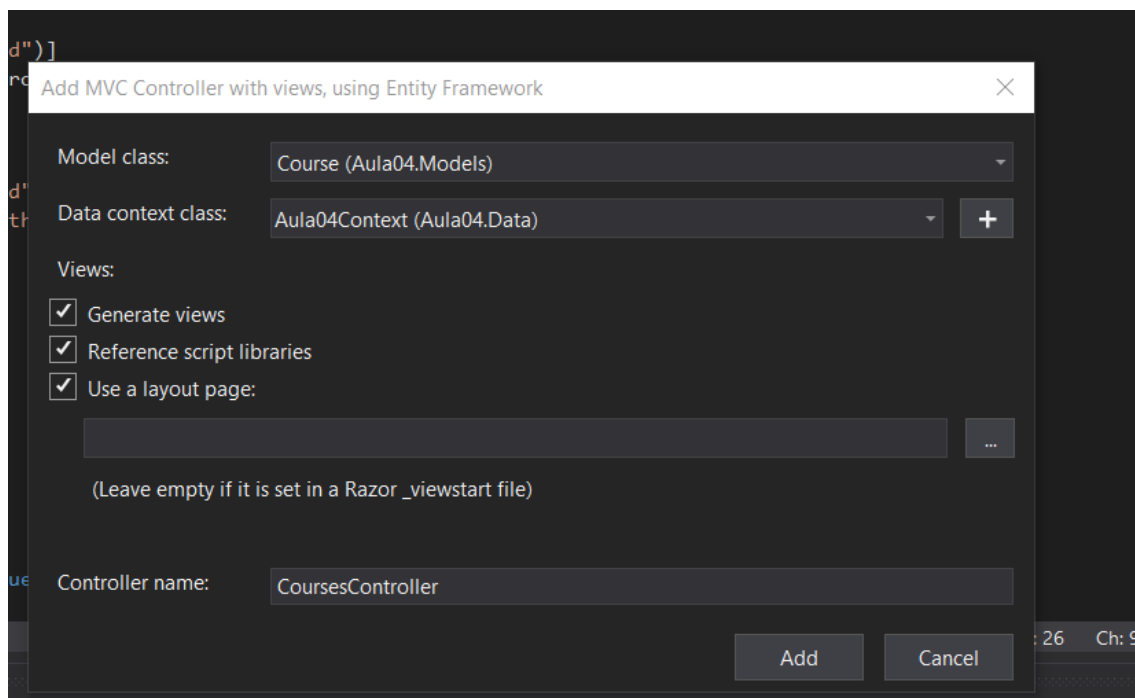 d")]
Add MVC Controller with views, using Entity Framework
Model class:
Course (Aula04.Models)
Data context class:
Aula04Context (Aula04.Data)
+
Views:
Generate views
Reference script libraries
Use a layout page:
...
(Leave empty if it is set in a Razor _viewstart file)
Controller name:
CoursesController
Add
Cancel
: 26 Ch: 9